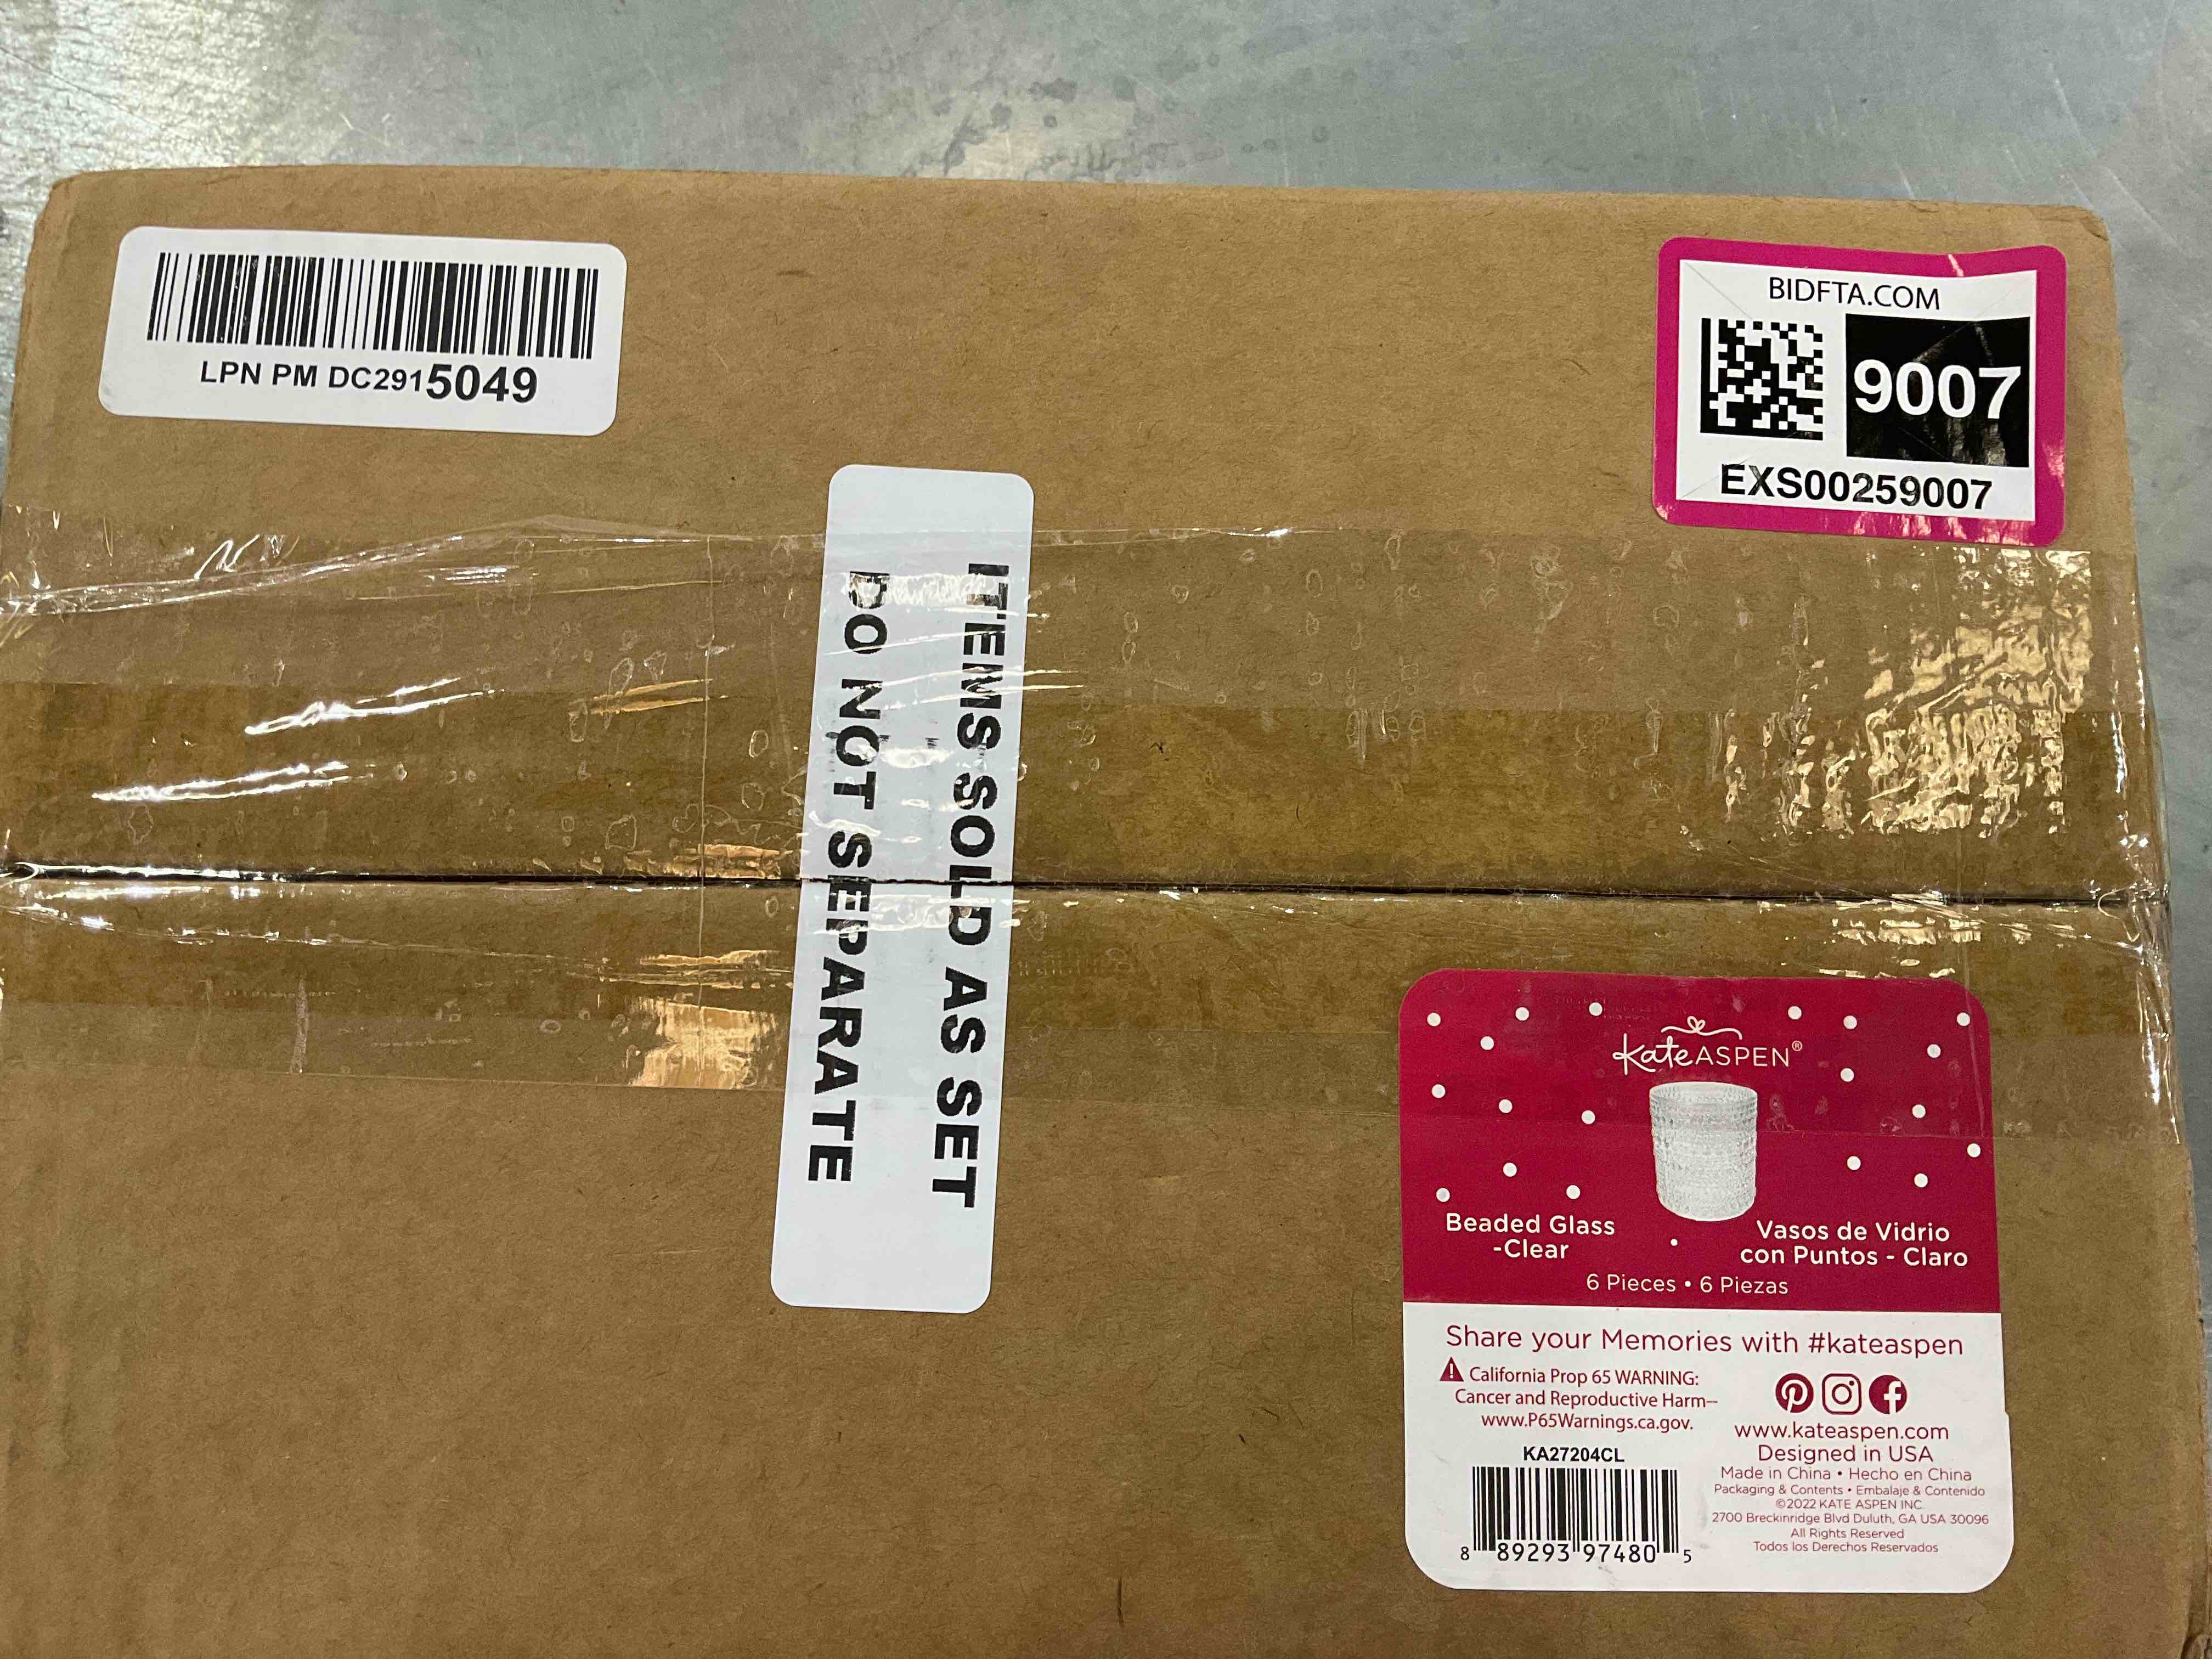 LPN PM DC2915049
BIDFTA.COM
9007
EXS00259007
ITEMS SOLD AS SET
DO NOT SEPARATE
kate ASPEN®
Beaded Glass
-Clear
Vasos de Vidrio
con Puntos - Claro
6 Pieces • 6 Piezas
Share your Memories with #kateaspen
California Prop 65 WARNING:
Cancer and Reproductive Harm--
www.P65Warnings.ca.gov.
KA27204CL
8 89293 97480 5
www.kateaspen.com
Designed in USA
Made in China • Hecho en China
Packaging & Contents • Embalaje & Contenido
©2022 KATE ASPEN INC
2700 Breckinridge Blvd Duluth, GA USA 30096
All Rights Reserved
Todos los Derechos Reservados